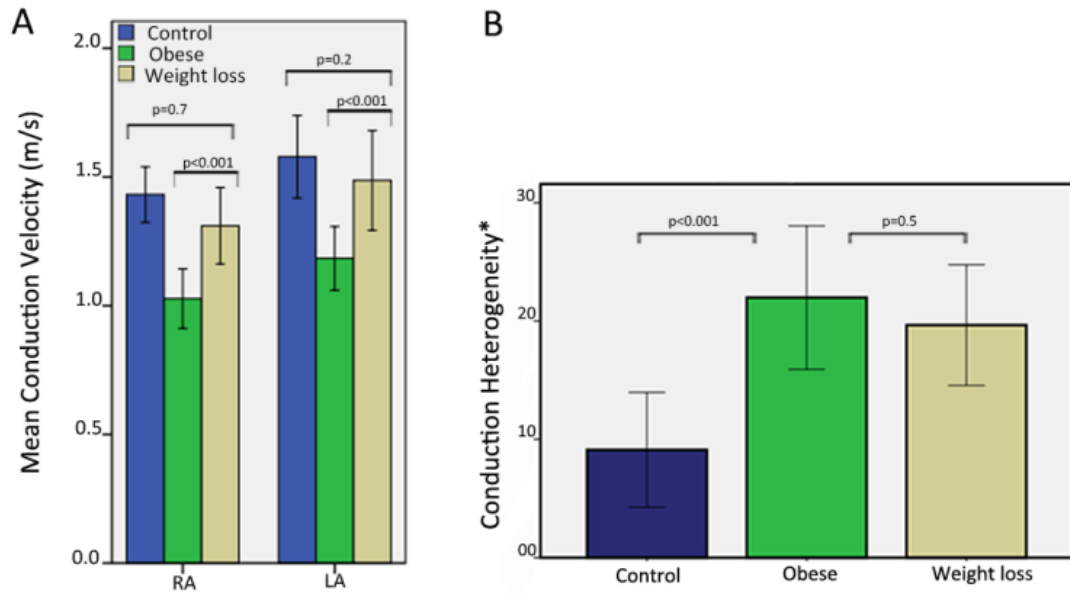 A
Mean Conduction Velocity (m/s)
2.0
1.5
1.0
0.5
0.0
Control
Obese
Weight loss
p=0.7
p<0.001
p=0.2
p<0.001
RA
LA
B
Conduction Heterogeneity*
30
20
10
00
p<0.001
p=0.5
Control
Obese
Weight loss